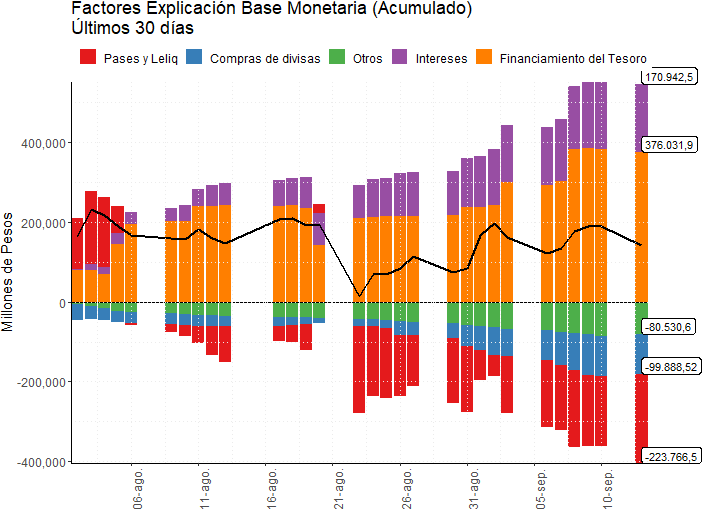 Factores Explicación Base Monetaria (Acumulado)
Últimos 30 días
Pases y Leliq
Compras de divisas
Otros
Intereses
Financiamiento del Tesoro
Millones de Pesos
400,000
200,000
0
-200,000
-400,000
170.942,5
376.031,9
-80.530,6
-99.888,52
-223.766,5
06-ago.
11-ago.
16-ago.
21-ago.
26-ago.
31-ago.
05-sep.
10-sep.